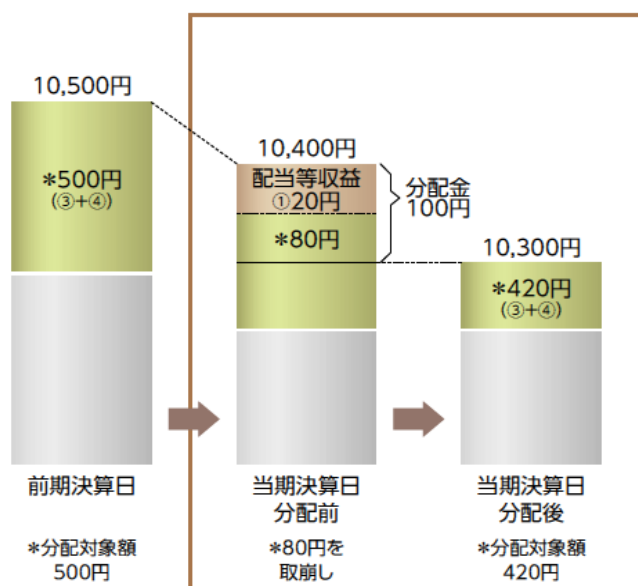 10,500円
*500円
(③+④)
10,400円
配当等収益
①20円
*80円
分配金
100円
10,300円
*420円
(③+④)
前期決算日
当期決算日
分配前
当期決算日
分配後
*分配対象額
500円
*80円を
取崩し
*分配対象額
420円